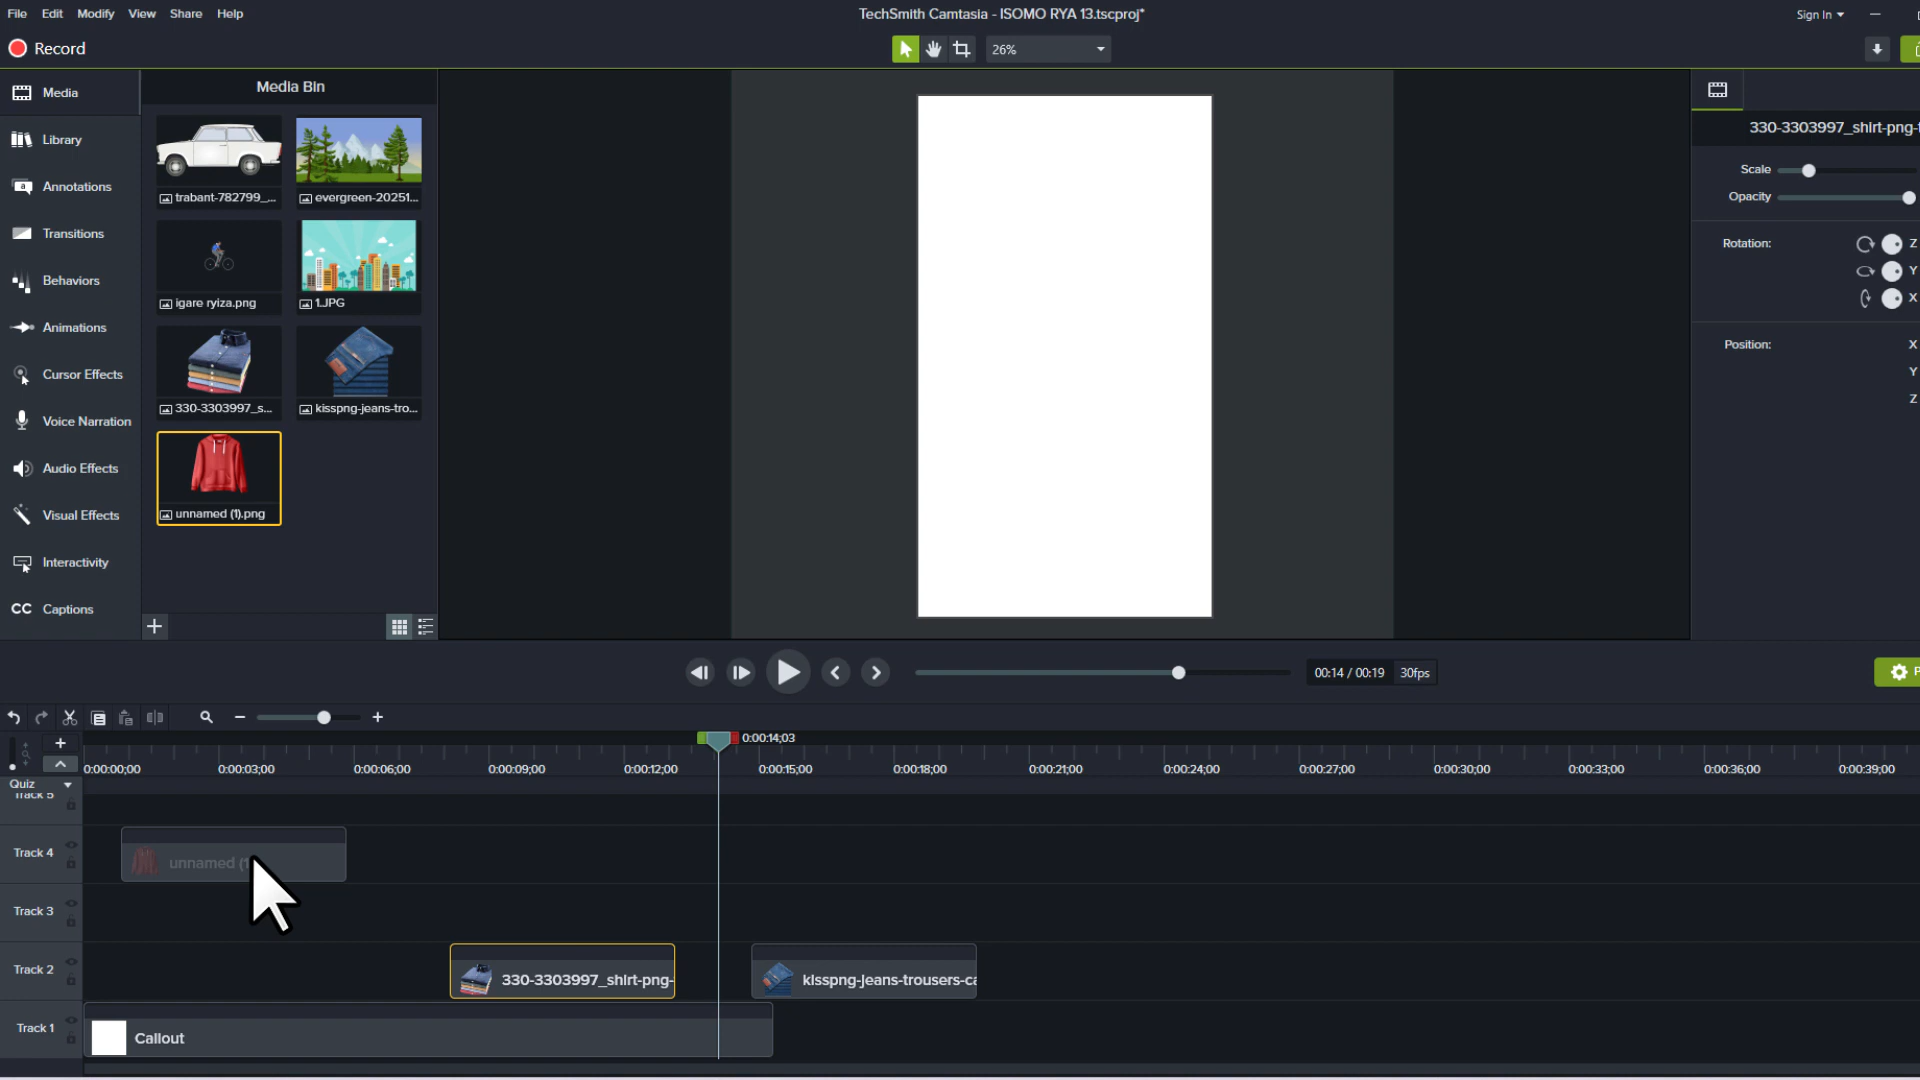 File Edit Modify View Share Help
TechSmith Camtasia - ISOMO RYA 13.tscproj*
Sign In
Record
26%
Media
Library
Annotations
Transitions
Behaviors
Animations
Cursor Effects
Voice Narration
Audio Effects
Visual Effects
Interactivity
CC Captions
Media Bin
trabant-782799_...
evergreen-20251...
igare ryiza.png
1.JPG
330-3303997_s...
kisspng-jeans-tro...
unnamed (1).png
330-3303997_shirt-png-
Scale
Opacity
Rotation:
Z
Y
X
Position:
X
Y
Z
00:14 / 00:19 30fps
P
0:00:14;03
0:00:00;00 0:00:03;00 0:00:06;00 0:00:09;00 0:00:12;00 0:00:15;00 0:00:18;00 0:00:21;00 0:00:24;00 0:00:27;00 0:00:30;00 0:00:33;00 0:00:36;00 0:00:39;00
Quiz
Track 5
Track 4
unnamed (1
Track 3
Track 2
330-3303997_shirt-png-
kisspng-jeans-trousers-ca
Track 1
Callout